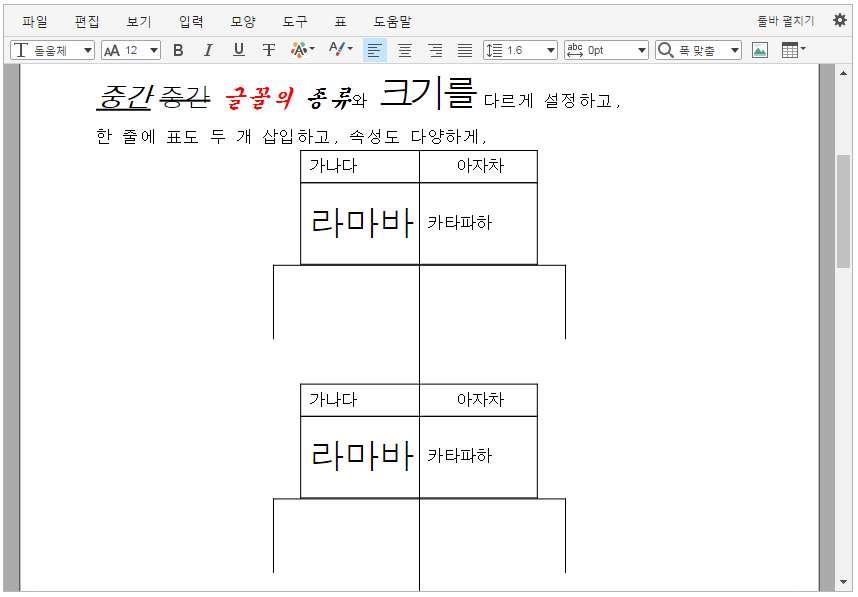 파일 편집 보기 입력 모양 도구 표 도움말 툴바 펼치기
돋움체 12 B I U T 1.6 abc 0pt 폭 맞춤
중간 중간 글꼴의 종류와 크기를 다르게 설정하고,
한 줄에 표도 두 개 삽입하고, 속성도 다양하게,
가나다 아자차
라마바 카타파하
가나다 아자차
라마바 카타파하